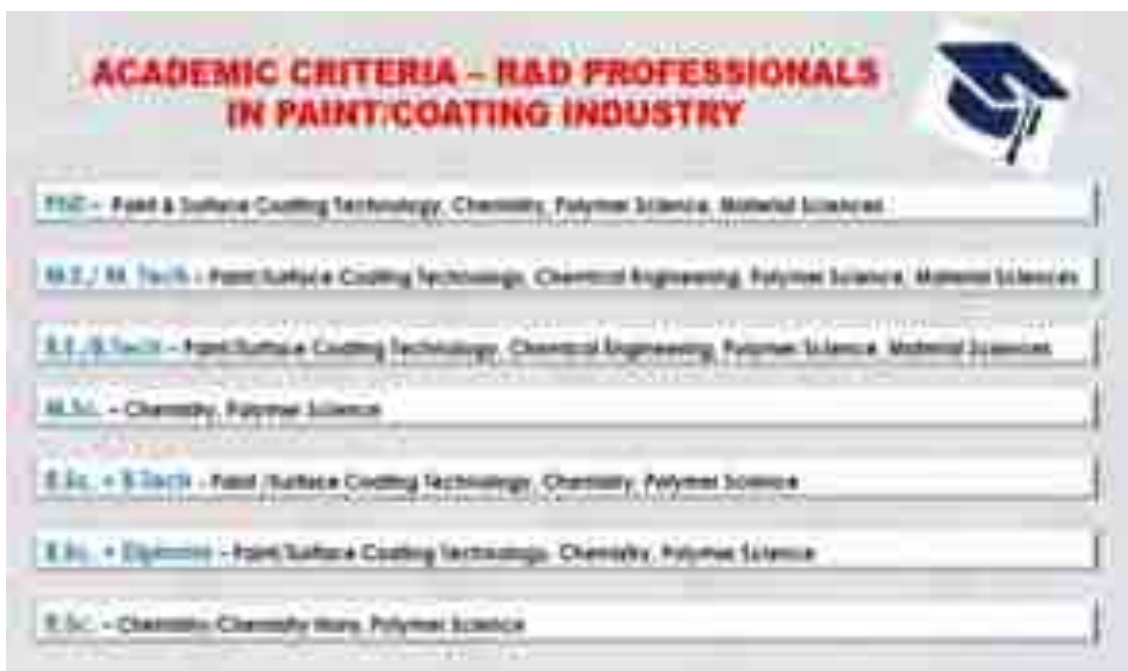 ACADEMIC CRITERIA – R&D PROFESSIONALS
IN PAINT/COATING INDUSTRY
PhD – Paint & Surface Coating Technology, Chemistry, Polymer Science, Material Sciences
M.E./ M. Tech – Paint/Surface Coating Technology, Chemical Engineering, Polymer Science, Material Sciences
B.E./B.Tech – Paint/Surface Coating Technology, Chemical Engineering, Polymer Science, Material Sciences
M.Sc. – Chemistry, Polymer Science
B.Sc. + B.Tech – Paint /Surface Coating Technology, Chemistry, Polymer Science
B.Sc. + Diploma – Paint/Surface Coating Technology, Chemistry, Polymer Science
B.Sc. – Chemistry/Chemistry Hons, Polymer Science